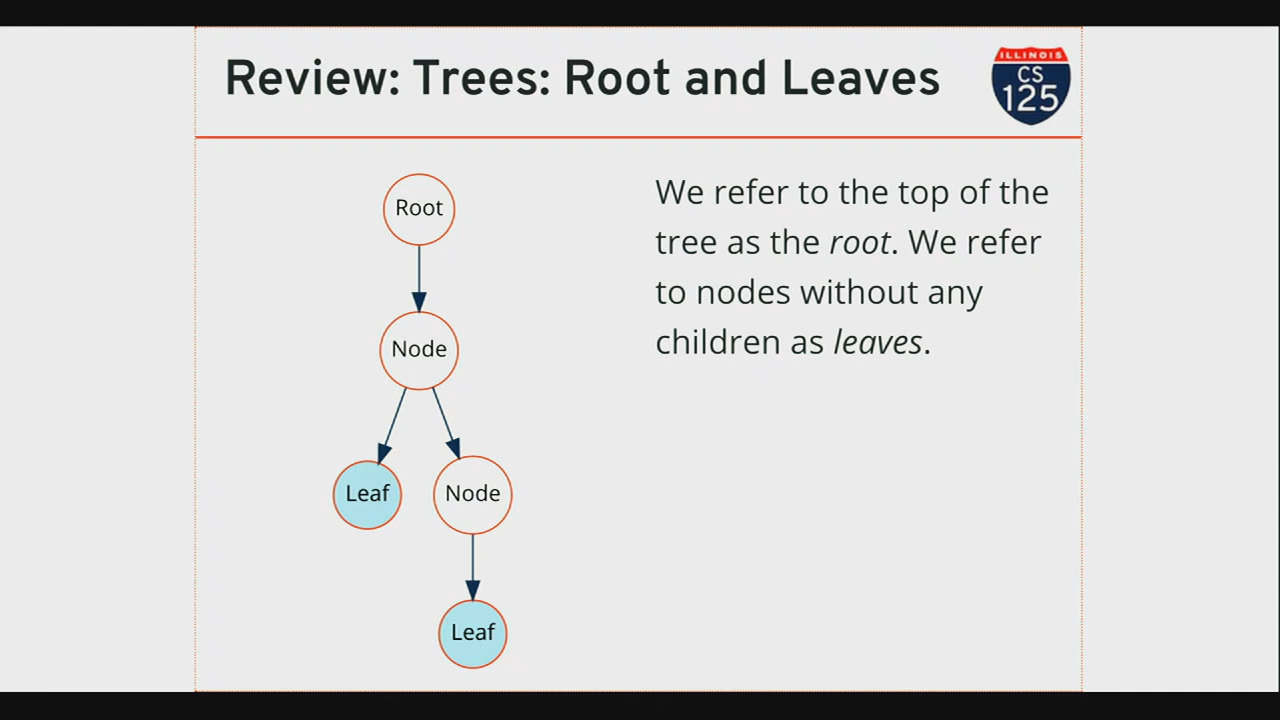 Review: Trees: Root and Leaves
ILLINOIS
CS
125
Root
Node
Leaf
Node
Leaf
We refer to the top of the
tree as the root. We refer
to nodes without any
children as leaves.